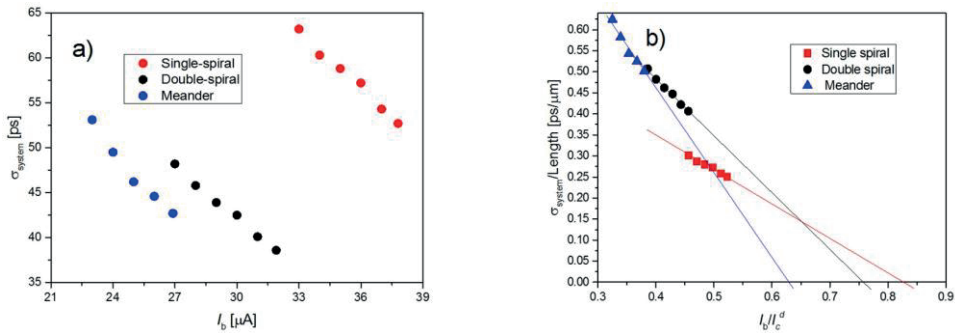 a)
Single-spiral
Double-spiral
Meander
σsystem [ps]
65
60
55
50
45
40
35
21 24 27 30 33 36 39
Ib [μA]
b)
Single spiral
Double spiral
Meander
σsystem/Length [ps/μm]
0.60
0.55
0.50
0.45
0.40
0.35
0.30
0.25
0.20
0.15
0.10
0.05
0.00
0.3 0.4 0.5 0.6 0.7 0.8 0.9
Ib/Icd